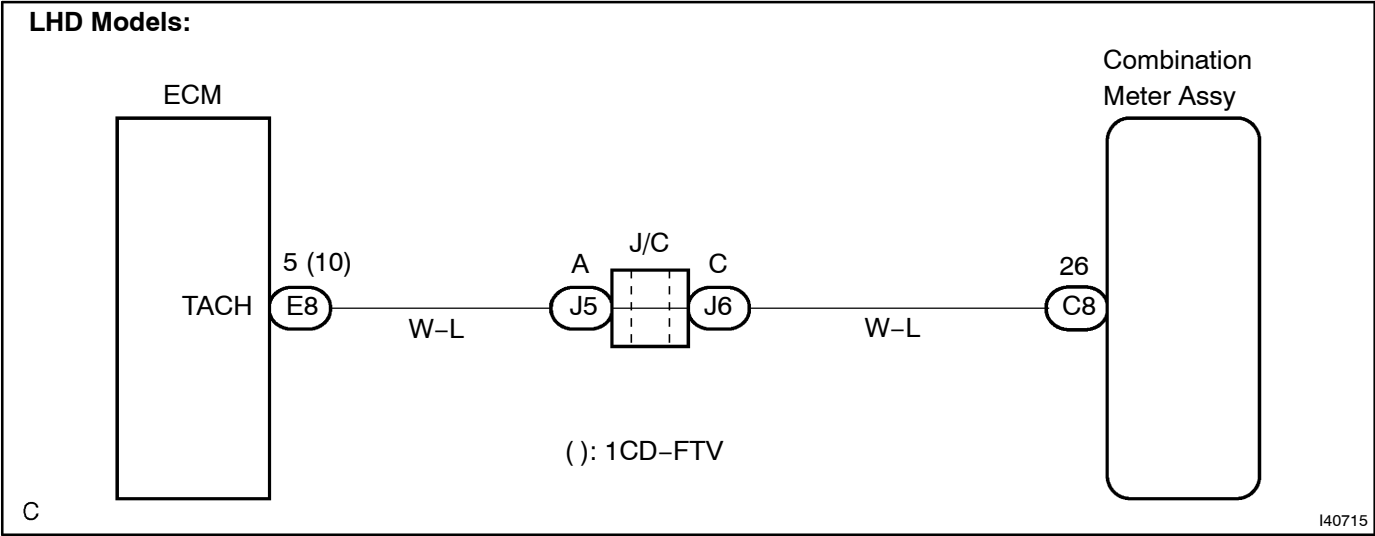 LHD Models:
Combination
Meter Assy
ECM
J/C
5 (10)
A
C
26
TACH
E8
J5
J6
C8
W−L
W−L
( ): 1CD−FTV
C
I40715